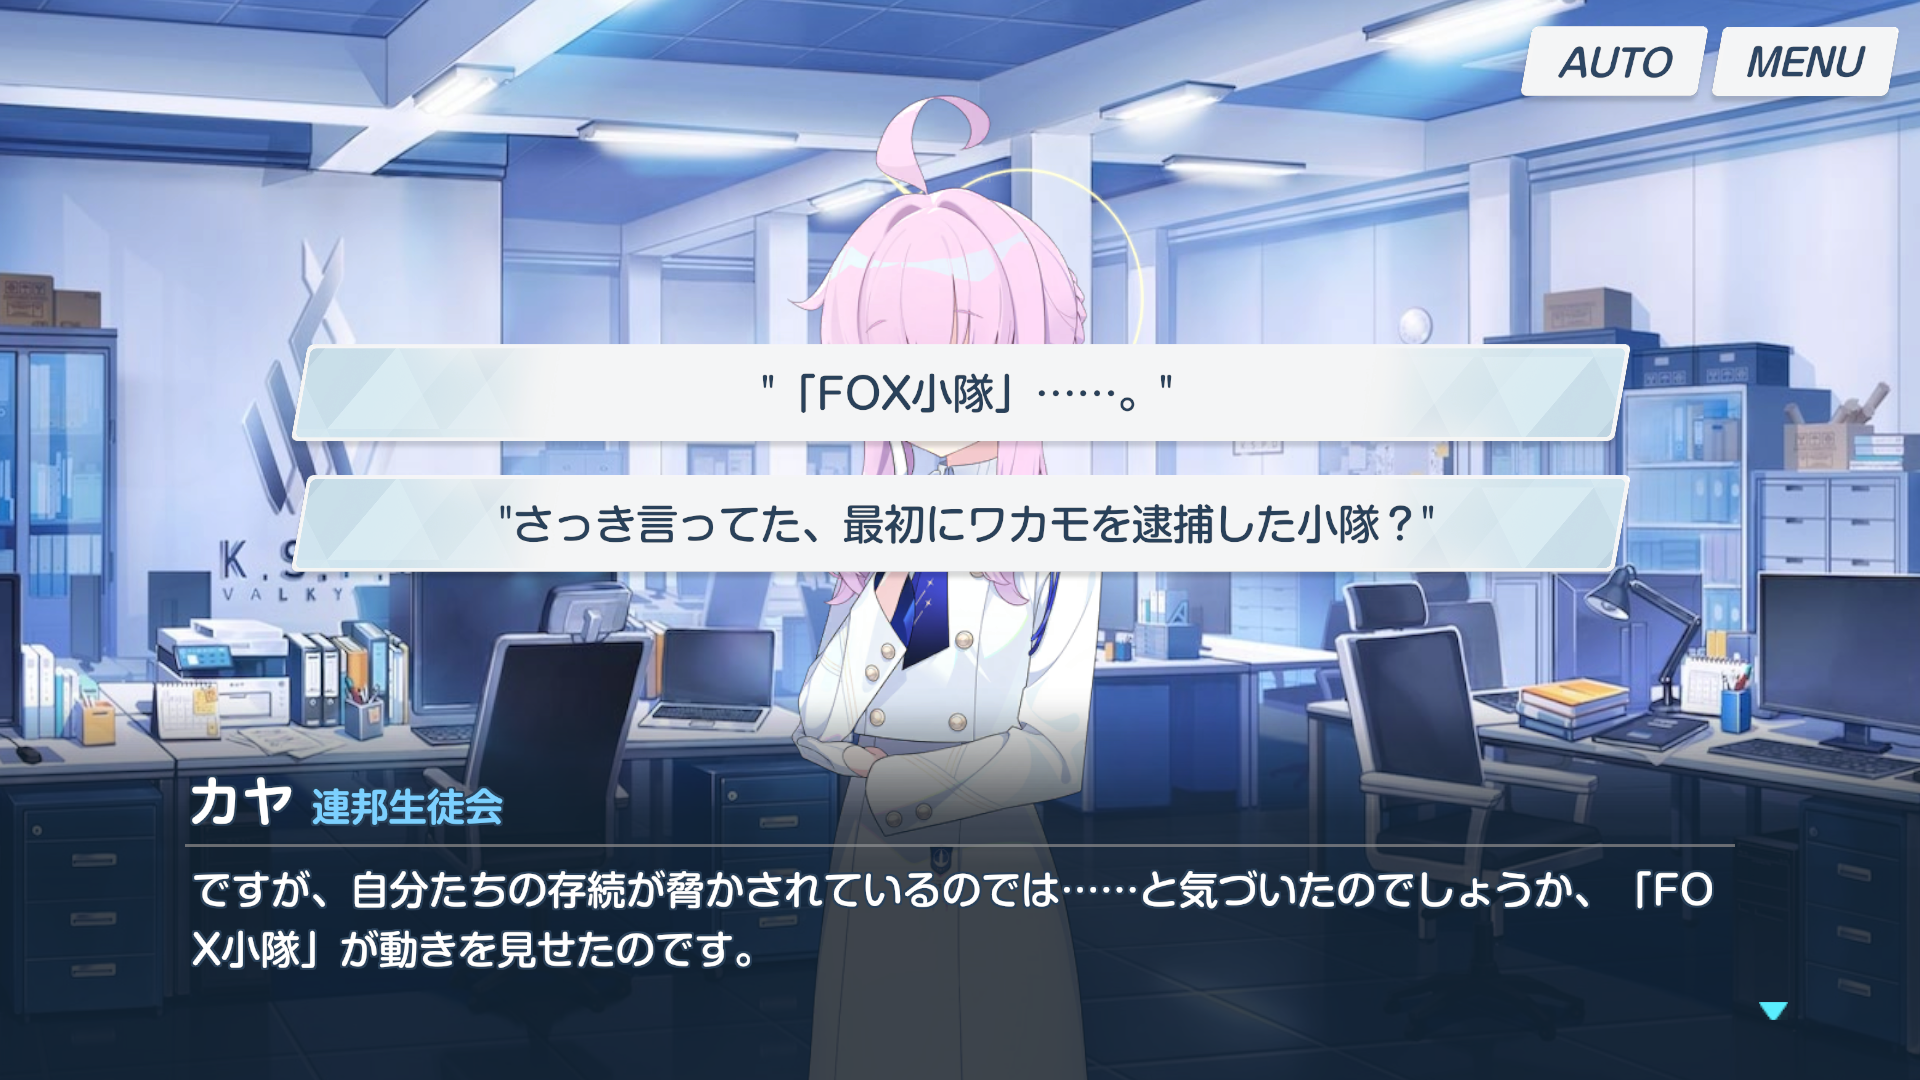 AUTO
MENU
"「FOX小隊」……。"
"さっき言ってた、最初にワカモを逮捕した小隊？"
K.S
VALKY
カヤ 連邦生徒会
ですが、自分たちの存続が脅かされているのでは……と気づいたのでしょうか、「FO
X小隊」が動きを見せたのです。